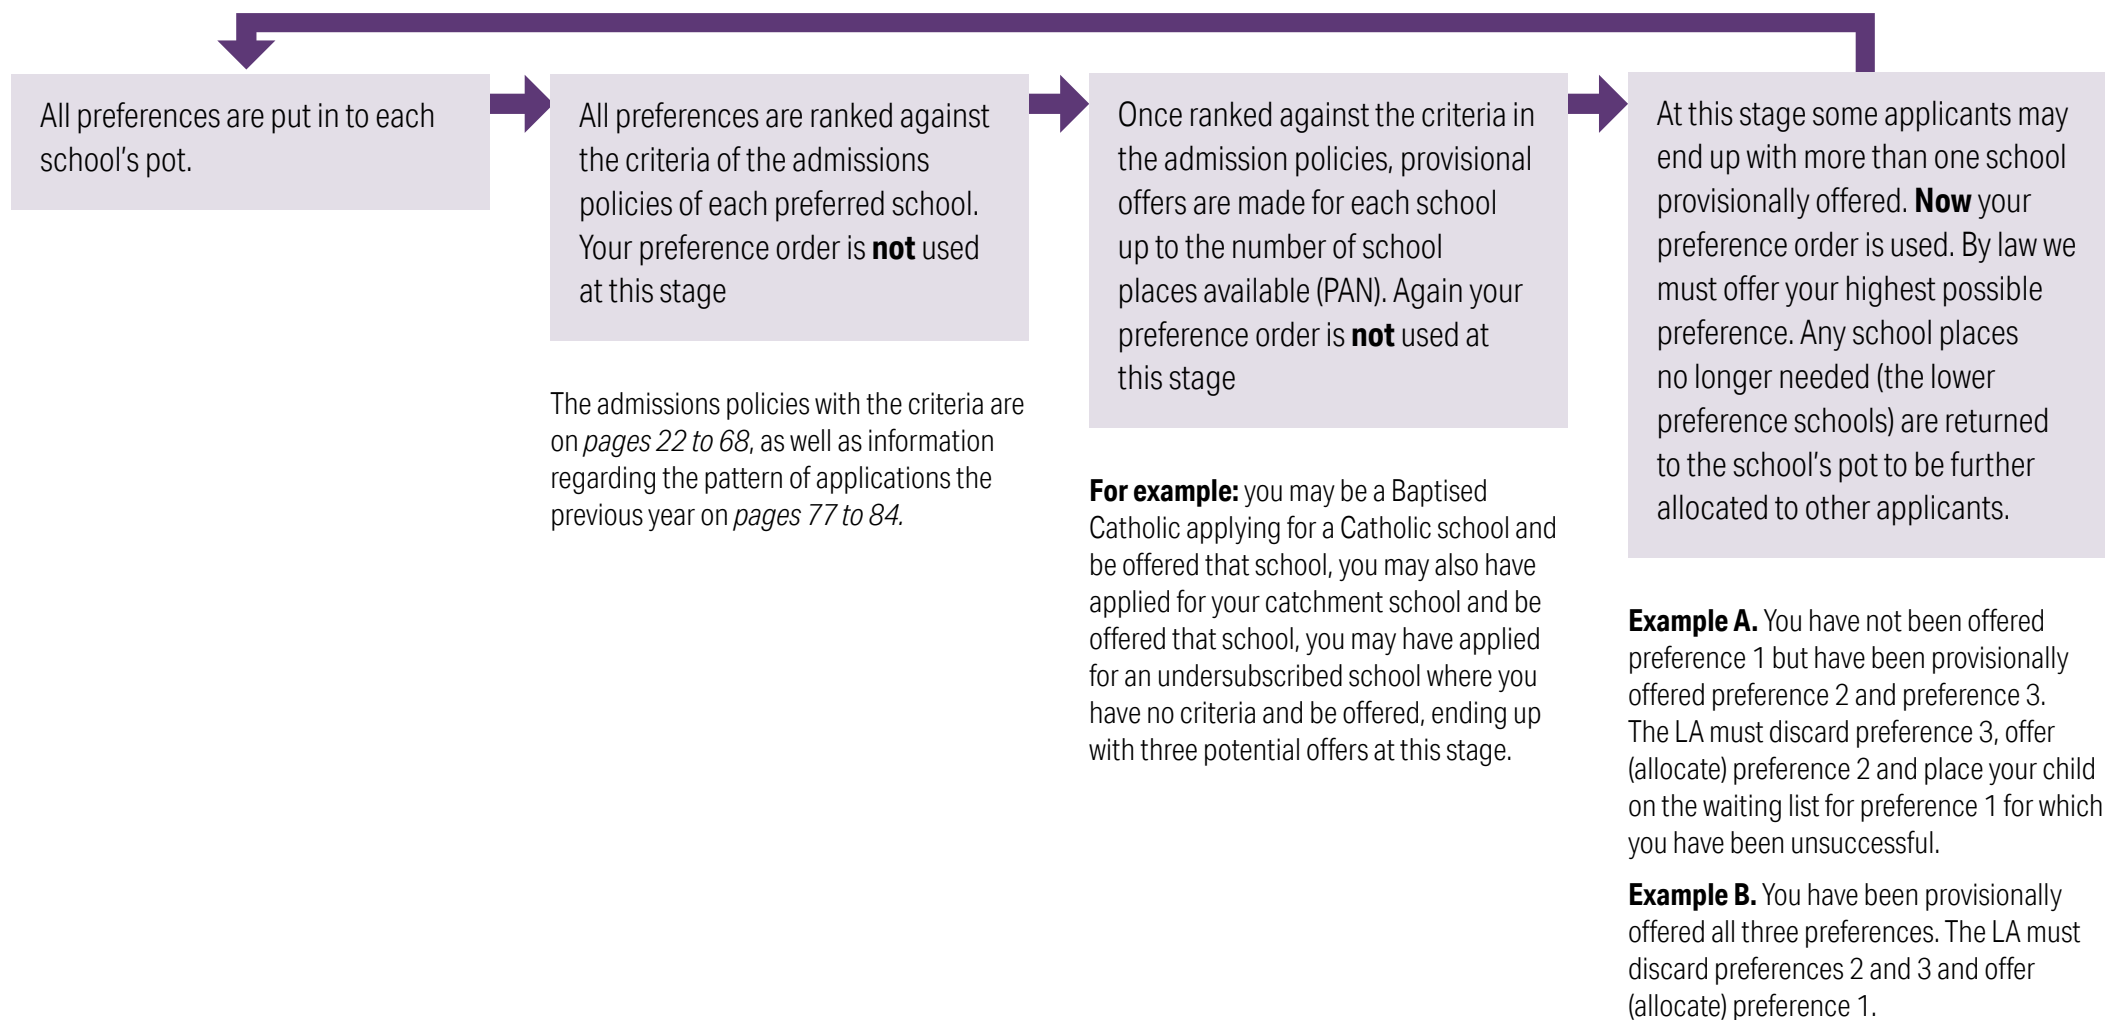 All preferences are put in to each
school's pot.
All preferences are ranked against
the criteria of the admissions
policies of each preferred school.
Your preference order is not used
at this stage
The admissions policies with the criteria are
on pages 22 to 68, as well as information
regarding the pattern of applications the
previous year on pages 77 to 84.
Once ranked against the criteria in
the admission policies, provisional
offers are made for each school
up to the number of school
places available (PAN). Again your
preference order is not used at
this stage
For example: you may be a Baptised
Catholic applying for a Catholic school and
be offered that school, you may also have
applied for your catchment school and be
offered that school, you may have applied
for an undersubscribed school where you
have no criteria and be offered, ending up
with three potential offers at this stage.
At this stage some applicants may
end up with more than one school
provisionally offered. Now your
preference order is used. By law we
must offer your highest possible
preference. Any school places
no longer needed (the lower
preference schools) are returned
to the school's pot to be further
allocated to other applicants.
Example A. You have not been offered
preference 1 but have been provisionally
offered preference 2 and preference 3.
The LA must discard preference 3, offer
(allocate) preference 2 and place your child
on the waiting list for preference 1 for which
you have been unsuccessful.
Example B. You have been provisionally
offered all three preferences. The LA must
discard preferences 2 and 3 and offer
(allocate) preference 1.